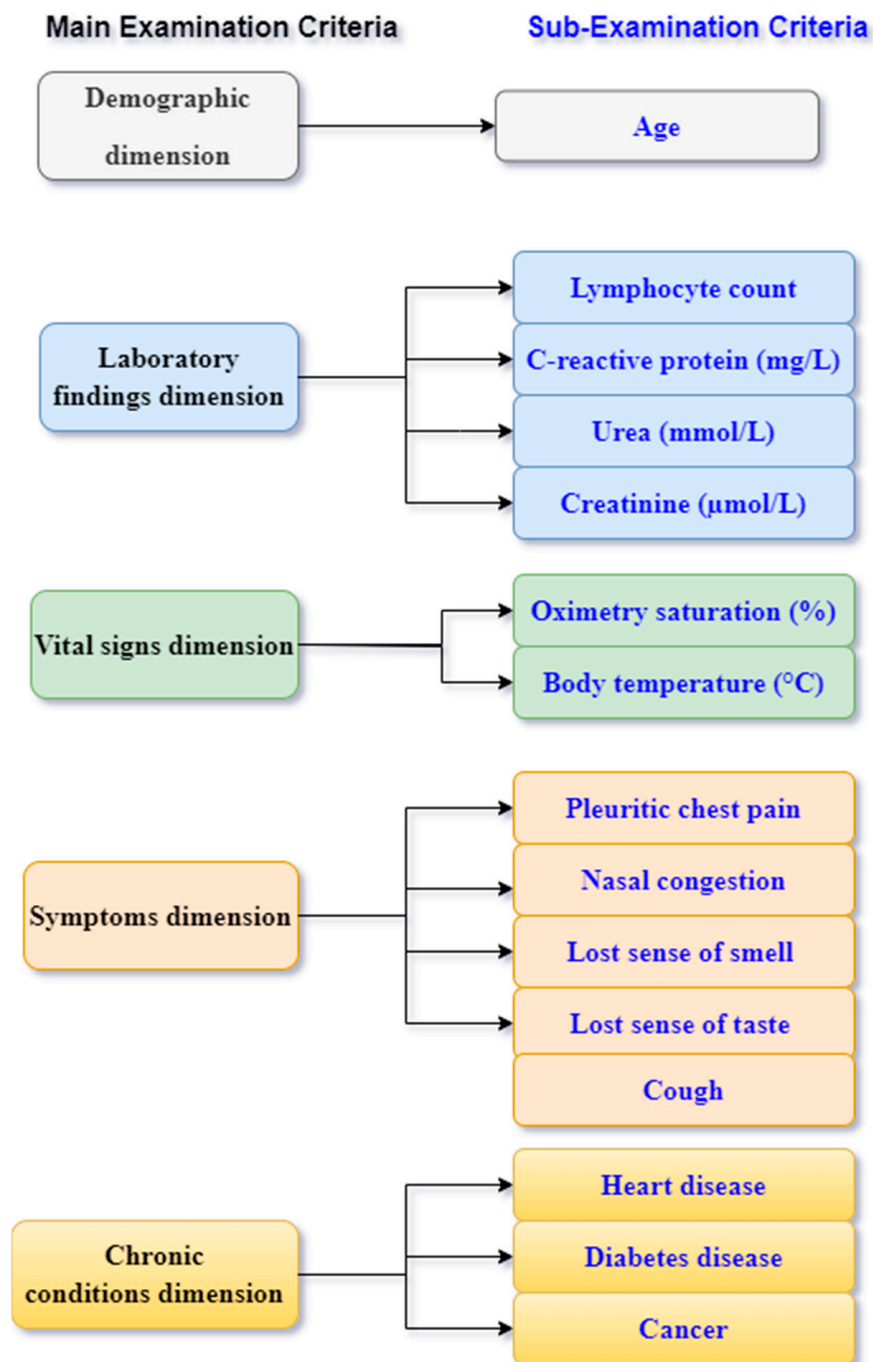 Main Examination Criteria
Sub-Examination Criteria
Demographic
dimension
Age
Laboratory
findings dimension
Lymphocyte count
C-reactive protein (mg/L)
Urea (mmol/L)
Creatinine (μmol/L)
Vital signs dimension
Oximetry saturation (%)
Body temperature (°C)
Symptoms dimension
Pleuritic chest pain
Nasal congestion
Lost sense of smell
Lost sense of taste
Cough
Chronic
conditions dimension
Heart disease
Diabetes disease
Cancer